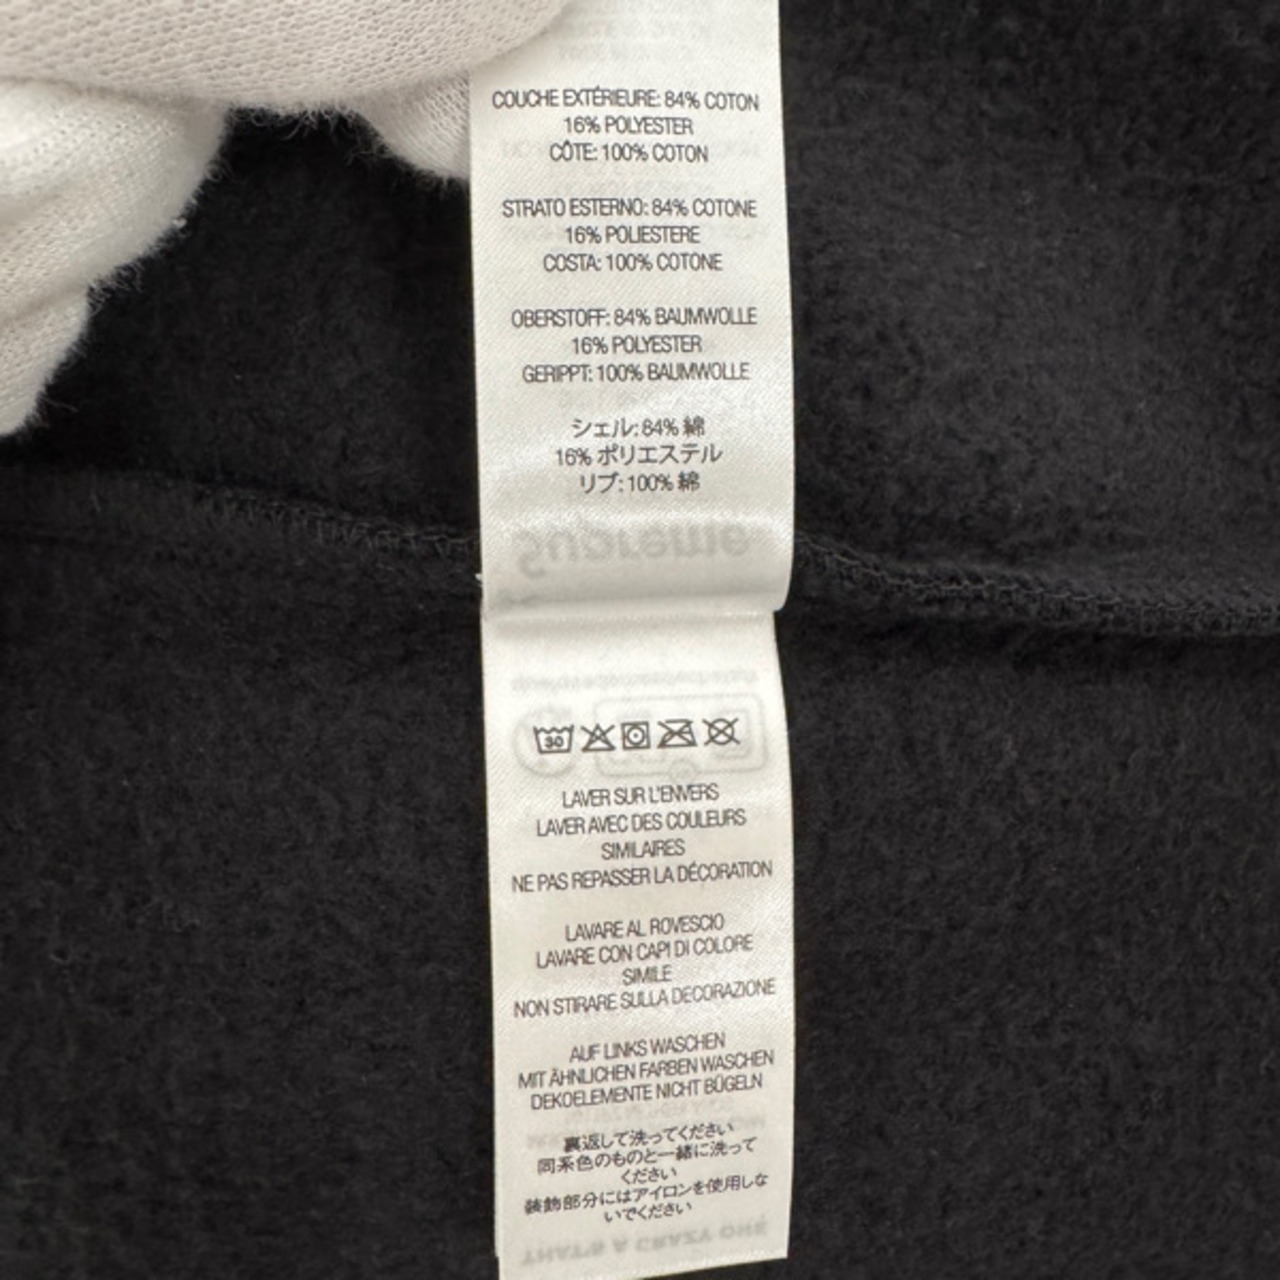 COUCHE EXTÉRIEURE: 84% COTON
16% POLYESTER
CÔTE: 100% COTON
STRATO ESTERNO: 84% COTONE
16% POLIESTERE
COSTA: 100% COTONE
OBERSTOFF: 84% BAUMWOLLE
16% POLYESTER
GERIPPT: 100% BAUMWOLLE
シェル: 84% 綿
16% ポリエステル
リブ: 100% 綿
Supreme
30
LAVER SUR L'ENVERS
LAVER AVEC DES COULEURS
SIMILAIRES
NE PAS REPASSER LA DÉCORATION
LAVARE AL ROVESCIO
LAVARE CON CAPI DI COLORE
SIMILE
NON STIRARE SULLA DECORAZIONE
AUF LINKS WASCHEN
MIT ÄHNLICHEN FARBEN WASCHEN
DEKOELEMENTE NICHT BÜGELN
裏返して洗ってください
同系色のものと一緒に洗って
ください
装飾部分にはアイロンを使用しな
いでください
THAT'S A CRAZY ONE